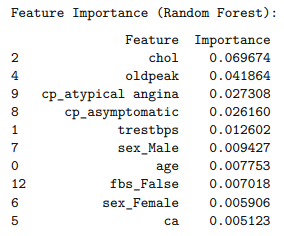 Feature Importance (Random Forest):
Feature Importance
2 chol 0.069674
4 oldpeak 0.041864
9 cp_atypical angina 0.027308
8 cp_asymptomatic 0.026160
1 trestbps 0.012602
7 sex_Male 0.009427
0 age 0.007753
12 fbs_False 0.007018
6 sex_Female 0.005906
5 ca 0.005123